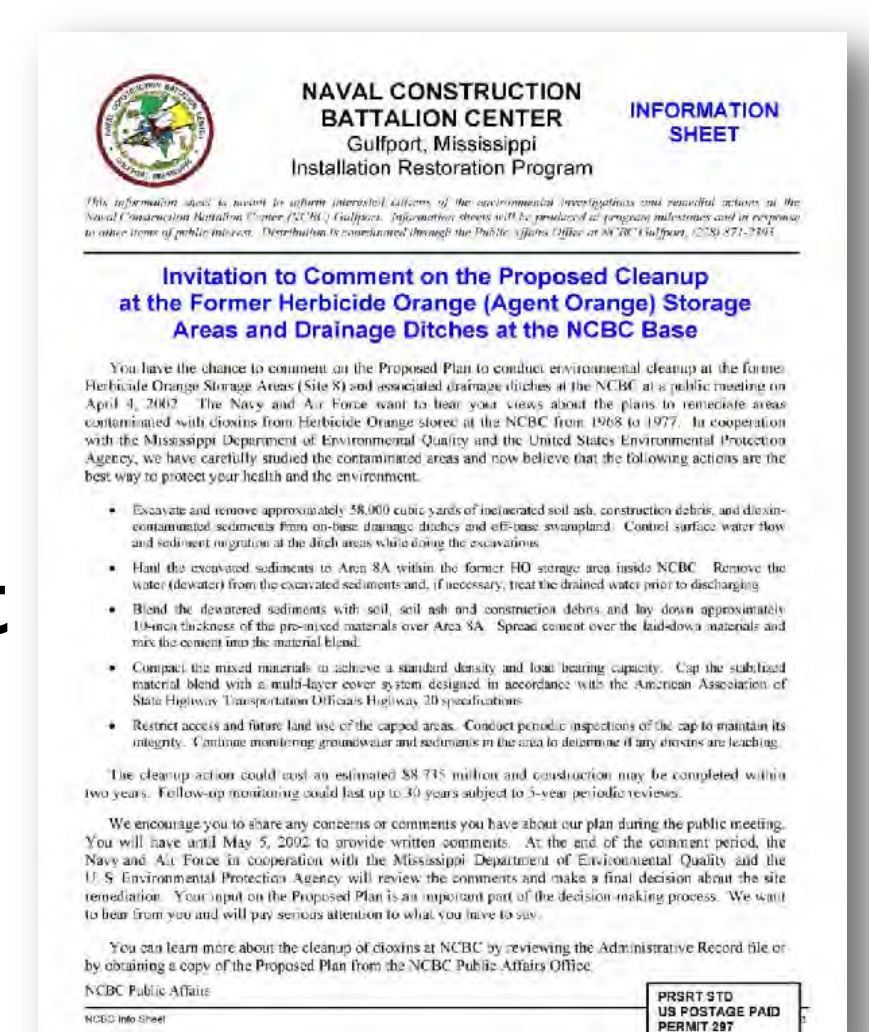 NAVAL CONSTRUCTION
BATTALION CENTER
Gulfport, Mississippi
Installation Restoration Program
INFORMATION
SHEET
This information sheet is meant to inform interested citizens of the environmental investigations and remedial actions at the
Naval Construction Battalion Center (NCBC) Gulfport. Information sheets will be produced at program milestones and in response
to other items of public interest. Distribution is coordinated through the Public Affairs Office at NCBC Gulfport, (228) 871-2393
Invitation to Comment on the Proposed Cleanup
at the Former Herbicide Orange (Agent Orange) Storage
Areas and Drainage Ditches at the NCBC Base
You have the chance to comment on the Proposed Plan to conduct environmental cleanup at the former
Herbicide Orange Storage Areas (Site 8) and associated drainage ditches at the NCBC at a public meeting on
April 4, 2002. The Navy and Air Force want to hear your views about the plans to remediate areas
contaminated with dioxins from Herbicide Orange stored at the NCBC from 1968 to 1977. In cooperation
with the Mississippi Department of Environmental Quality and the United States Environmental Protection
Agency, we have carefully studied the contaminated areas and now believe that the following actions are the
best way to protect your health and the environment.
• Excavate and remove approximately 58,000 cubic yards of incinerated soil ash, construction debris, and dioxin-
contaminated sediments from on-base drainage ditches and off-base swampland. Control surface water flow
and sediment migration at the ditch areas while doing the excavations
• Haul the excavated sediments to Area 8A within the former HO storage area inside NCBC. Remove the
water (dewater) from the excavated sediments and, if necessary, treat the drained water prior to discharging
• Blend the dewatered sediments with soil, soil ash and construction debris and lay down approximately
10-inch thickness of the pre-mixed materials over Area 8A. Spread cement over the laid-down materials and
mix the cement into the material blend.
• Compact the mixed materials to achieve a standard density and load bearing capacity. Cap the stabilized
material blend with a multi-layer cover system designed in accordance with the American Association of
State Highway Transportation Officials Highway 20 specifications
• Restrict access and future land use of the capped areas. Conduct periodic inspections of the cap to maintain its
integrity. Continue monitoring groundwater and sediments in the area to determine if any dioxins are leaching.
The cleanup action could cost an estimated $8.735 million and construction may be completed within
two years. Follow-up monitoring could last up to 30 years subject to 5-year periodic reviews.
We encourage you to share any concerns or comments you have about our plan during the public meeting.
You will have until May 5, 2002 to provide written comments. At the end of the comment period, the
Navy and Air Force in cooperation with the Mississippi Department of Environmental Quality and the
U.S. Environmental Protection Agency will review the comments and make a final decision about the site
remediation. Your input on the Proposed Plan is an important part of the decision-making process. We want
to hear from you and will pay serious attention to what you have to say.
You can learn more about the cleanup of dioxins at NCBC by reviewing the Administrative Record file or
by obtaining a copy of the Proposed Plan from the NCBC Public Affairs Office.
NCBC Public Affairs
NCBC Info Sheet
PRSRT STD
US POSTAGE PAID
PERMIT 297
t